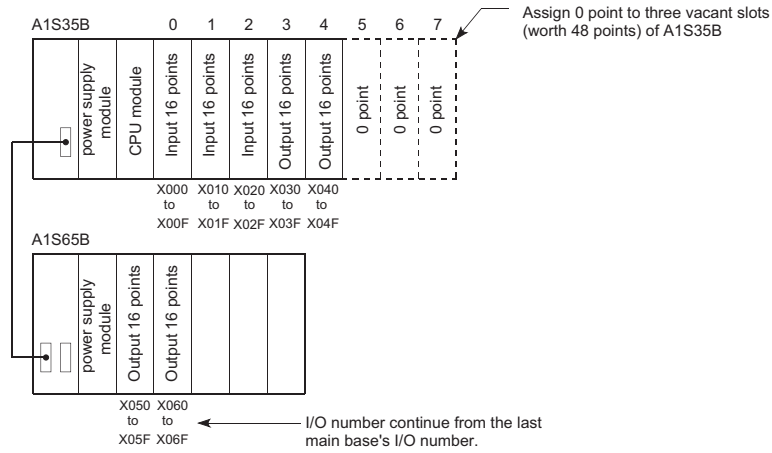 Assign 0 point to three vacant slots
(worth 48 points) of A1S35B
A1S35B 0 1 2 3 4 5 6 7
power supply
module
CPU module
Input 16 points
Input 16 points
Input 16 points
Output 16 points
Output 16 points
0 point
0 point
0 point
X000 X010 X020 X030 X040
to to to to to
X00F X01F X02F X03F X04F
A1S65B
power supply
module
Output 16 points
Output 16 points
X050 X060
to to
X05F X06F
I/O number continue from the last
main base's I/O number.